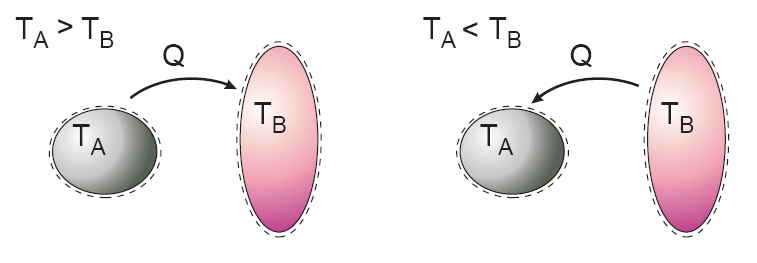 T_A > T_B
Q
T_A
T_B
T_A < T_B
Q
T_A
T_B